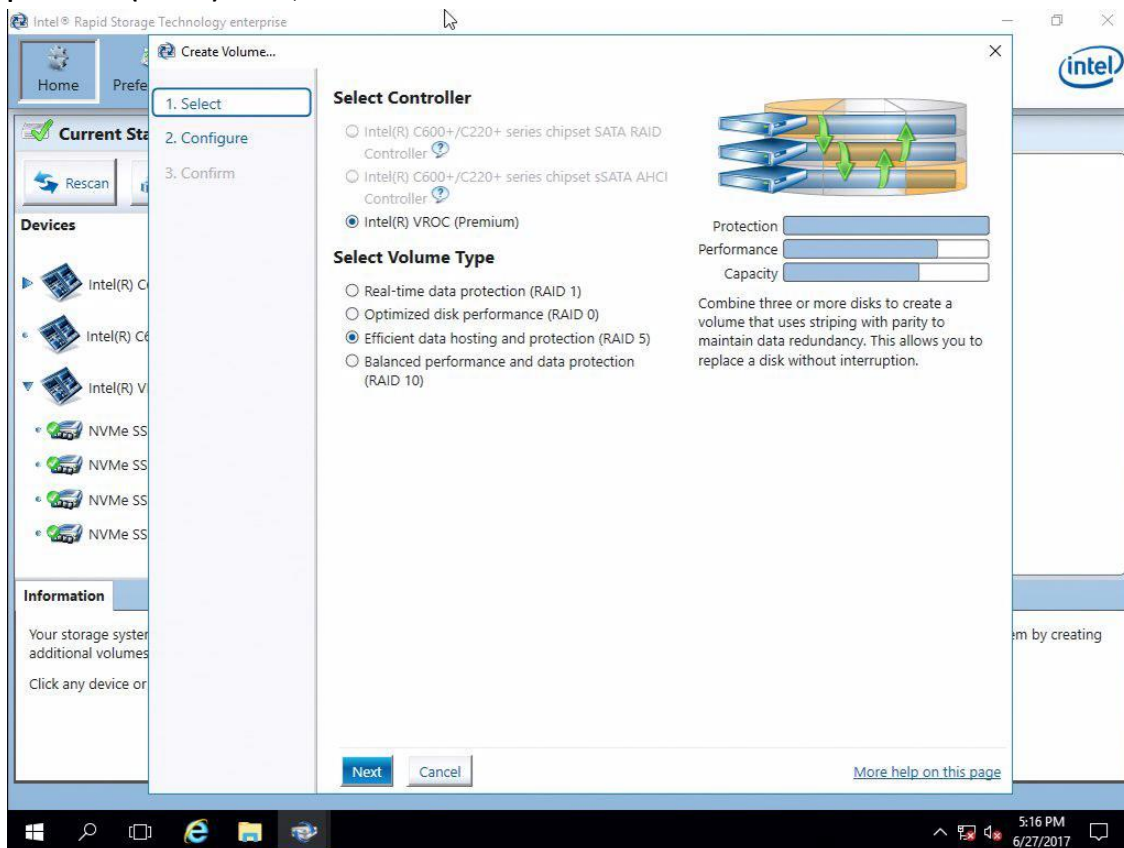 Intel® Rapid Storage Technology enterprise
Home
Prefe
intel
Current Sta
Rescan
Devices
Intel(R) C
Intel(R) C6
Intel(R) V
NVMe SS
NVMe SS
NVMe SS
NVMe SS
Information
Your storage system
additional volumes
em by creating
Click any device or
Create Volume...
1. Select
2. Configure
3. Confirm
Select Controller
Intel(R) C600+/C220+ series chipset SATA RAID
Controller
Intel(R) C600+/C220+ series chipset sSATA AHCI
Controller
Intel(R) VROC (Premium)
Select Volume Type
Real-time data protection (RAID 1)
Optimized disk performance (RAID 0)
Efficient data hosting and protection (RAID 5)
Balanced performance and data protection
(RAID 10)
Protection
Performance
Capacity
Combine three or more disks to create a
volume that uses striping with parity to
maintain data redundancy. This allows you to
replace a disk without interruption.
Next
Cancel
More help on this page
5:16 PM
6/27/2017